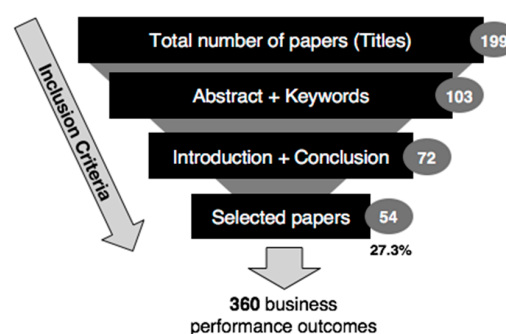 Total number of papers (Titles) 199
Abstract + Keywords 103
Introduction + Conclusion 72
Selected papers 54
27.3%
Inclusion Criteria
360 business
performance outcomes